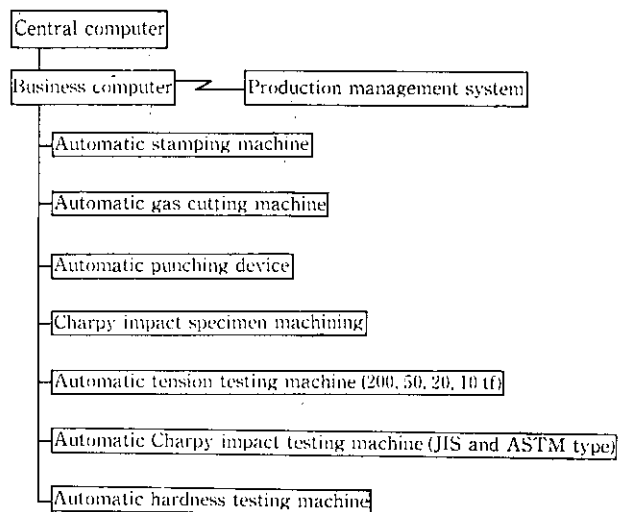 Central computer
Business computer
Production management system
Automatic stamping machine
Automatic gas cutting machine
Automatic punching device
Charpy impact specimen machining
Automatic tension testing machine (200, 50, 20, 10 tf)
Automatic Charpy impact testing machine (JIS and ASTM type)
Automatic hardness testing machine